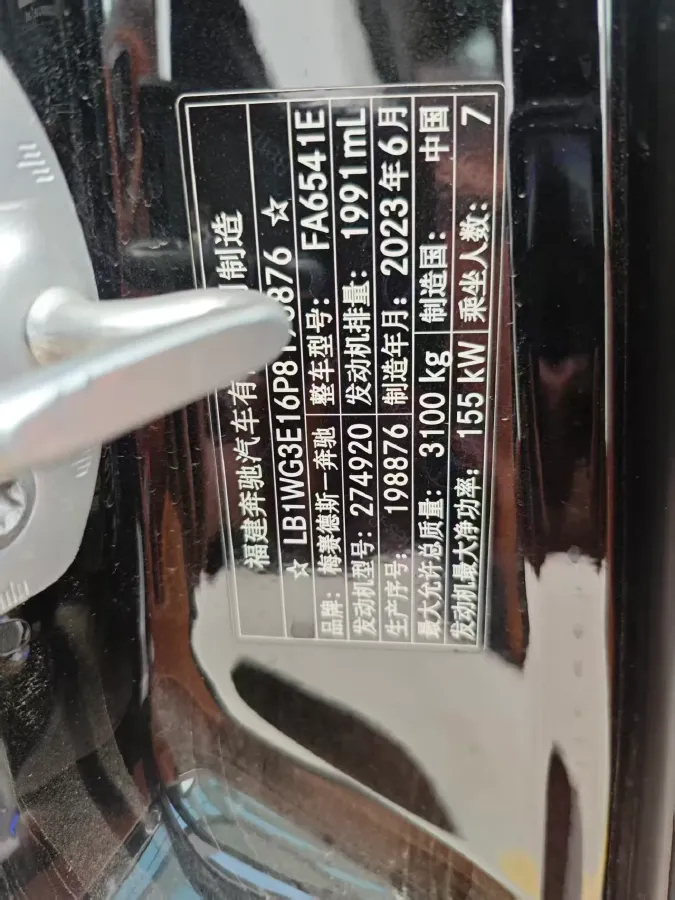 福建奔驰汽车有 制造
☆ LB1WG3E16P8198876 ☆
品牌: 梅赛德斯-奔驰 整车型号: FA6541E
发动机型号: 274920 发动机排量: 1991mL
生产序号: 198876 制造年月: 2023年6月
最大允许总质量: 3100 kg 制造国: 中国
发动机最大净功率: 155 kW 乘坐人数: 7